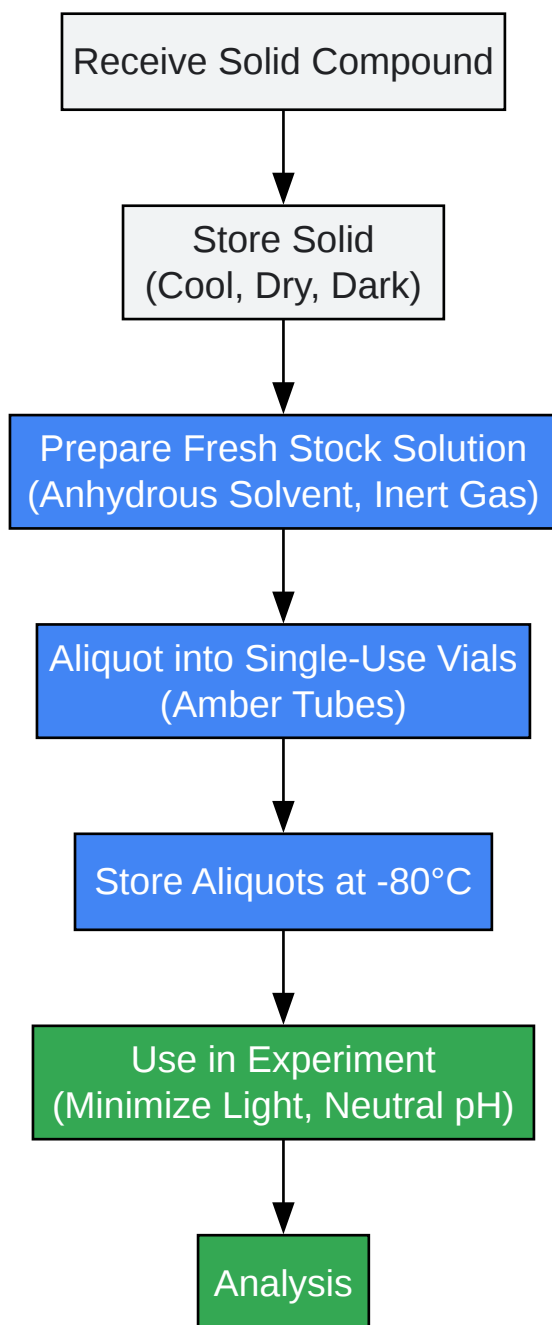 Receive Solid Compound
Store Solid
(Cool, Dry, Dark)
Prepare Fresh Stock Solution
(Anhydrous Solvent, Inert Gas)
Aliquot into Single-Use Vials
(Amber Tubes)
Store Aliquots at -80°C
Use in Experiment
(Minimize Light, Neutral pH)
Analysis